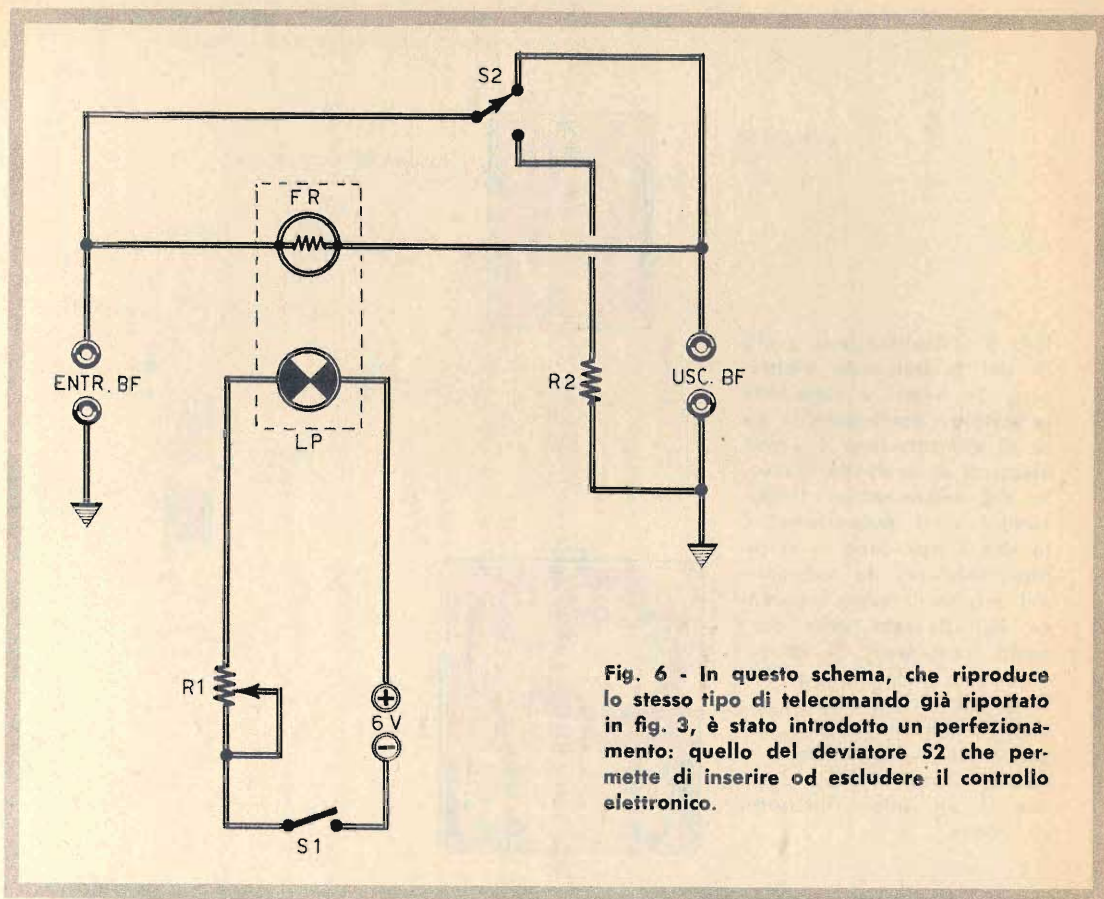 S2
FR
ENTR. BF
R2
USC. BF
LP
R1
+
6 V
−
S1
Fig. 6 - In questo schema, che riproduce
lo stesso tipo di telecomando già riportato
in fig. 3, è stato introdotto un perfeziona-
mento: quello del deviatore S2 che per-
mette di inserire od escludere il controllo
elettronico.